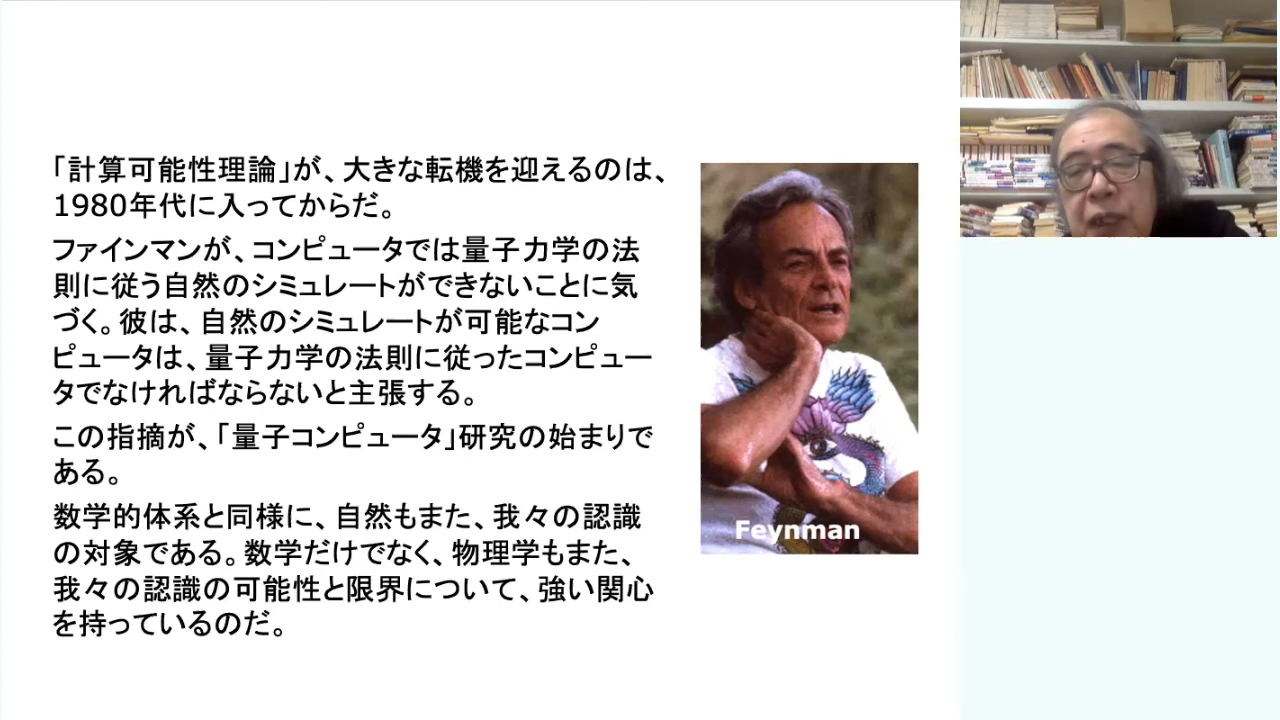 「計算可能性理論」が、大きな転機を迎えるのは、
1980年代に入ってからだ。
ファインマンが、コンピュータでは量子力学の法
則に従う自然のシミュレートができないことに気
づく。彼は、自然のシミュレートが可能なコン
ピュータは、量子力学の法則に従ったコンピュー
タでなければならないと主張する。
この指摘が、「量子コンピュータ」研究の始まりで
ある。
数学的体系と同様に、自然もまた、我々の認識
の対象である。数学だけでなく、物理学もまた、
我々の認識の可能性と限界について、強い関心
を持っているのだ。
Feynman